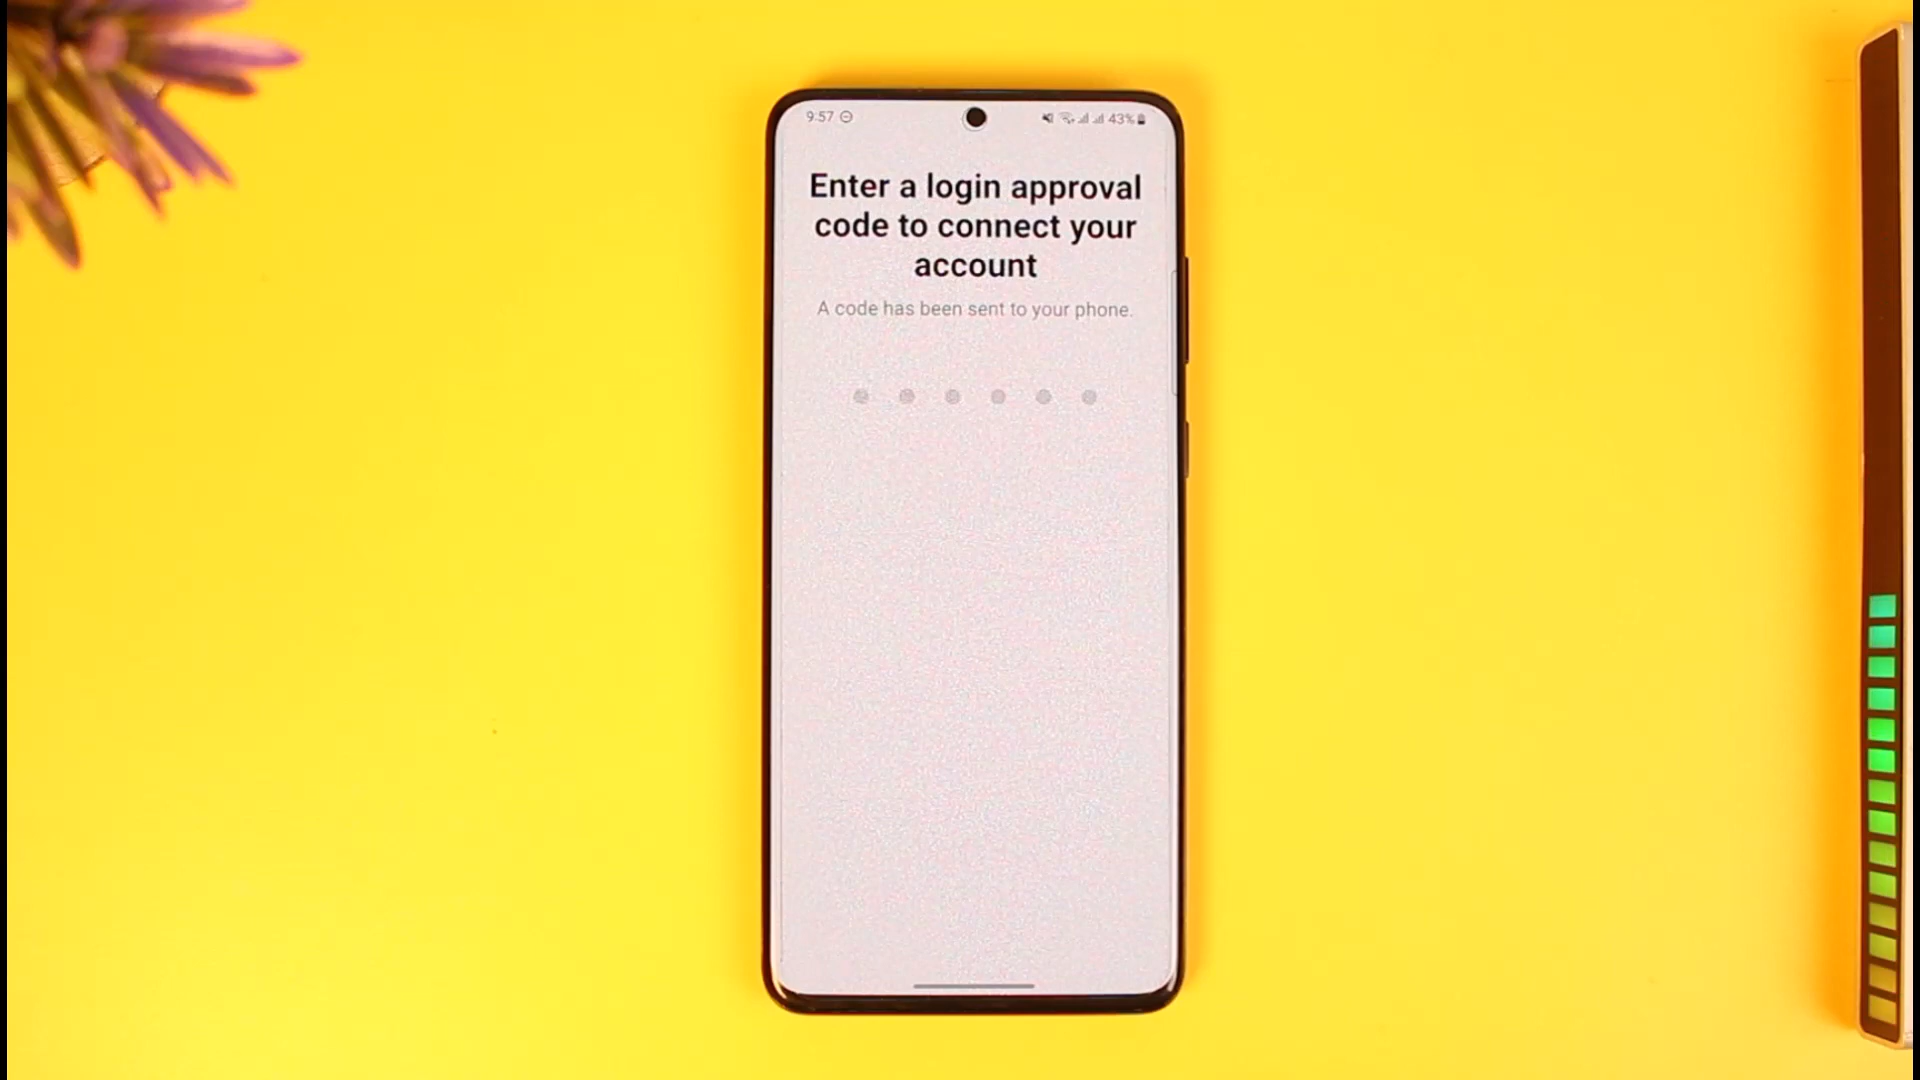 9:57 43%
Enter a login approval
code to connect your
account
A code has been sent to your phone.